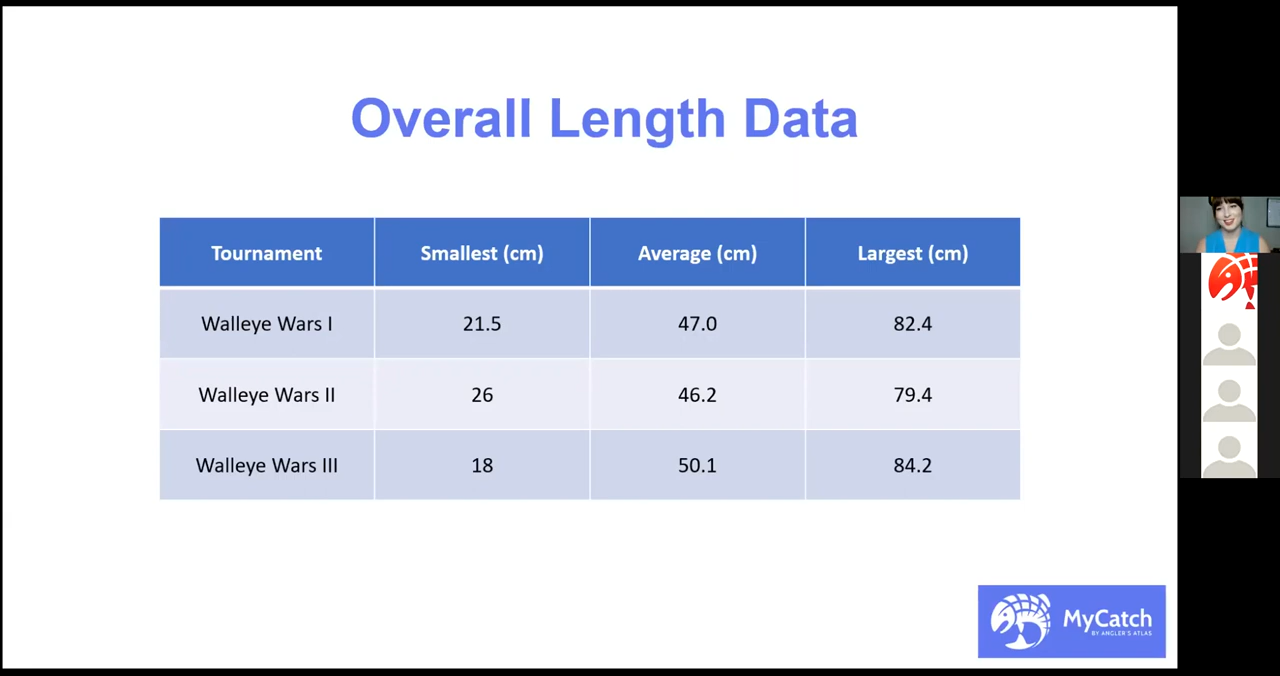 Overall Length Data
Tournament Smallest (cm) Average (cm) Largest (cm)
Walleye Wars I 21.5 47.0 82.4
Walleye Wars II 26 46.2 79.4
Walleye Wars III 18 50.1 84.2
MyCatch
BY ANGLER'S ATLAS